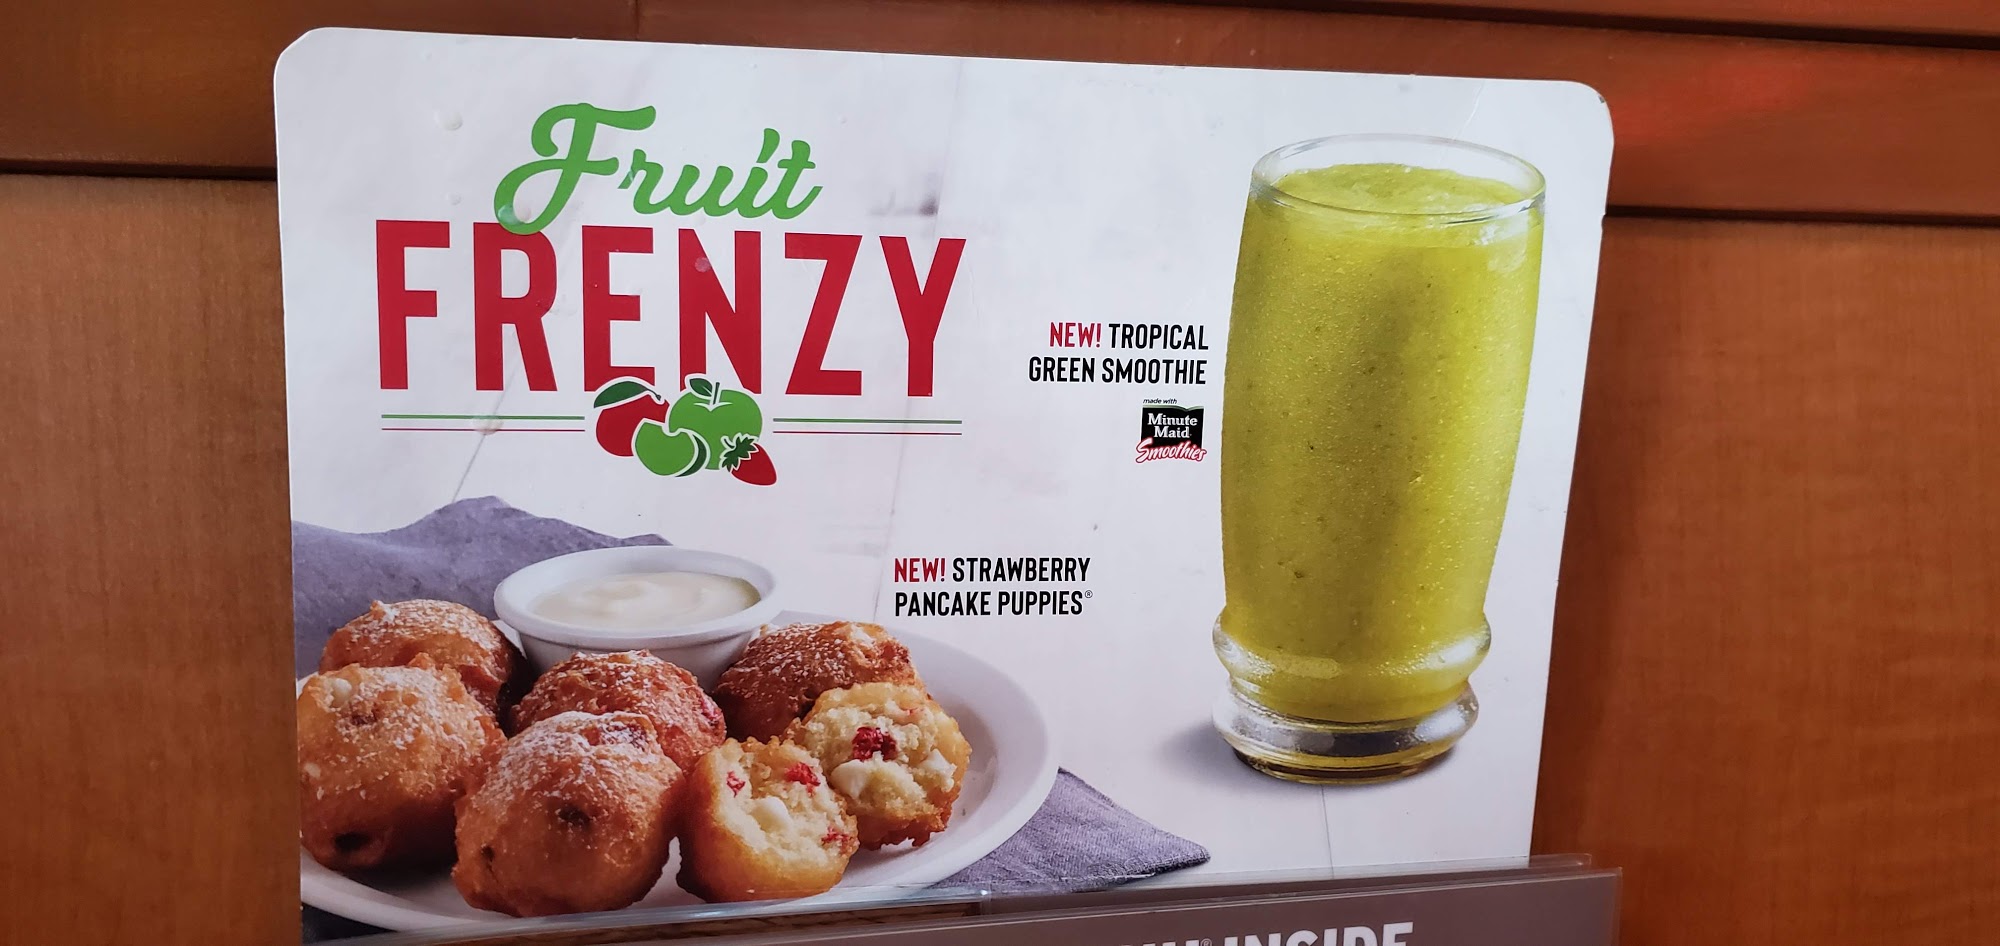 Fruit
FRENZY
NEW! TROPICAL
GREEN SMOOTHIE
made with
Minute
Maid
Smoothies
NEW! STRAWBERRY
PANCAKE PUPPIES®
INSIDE